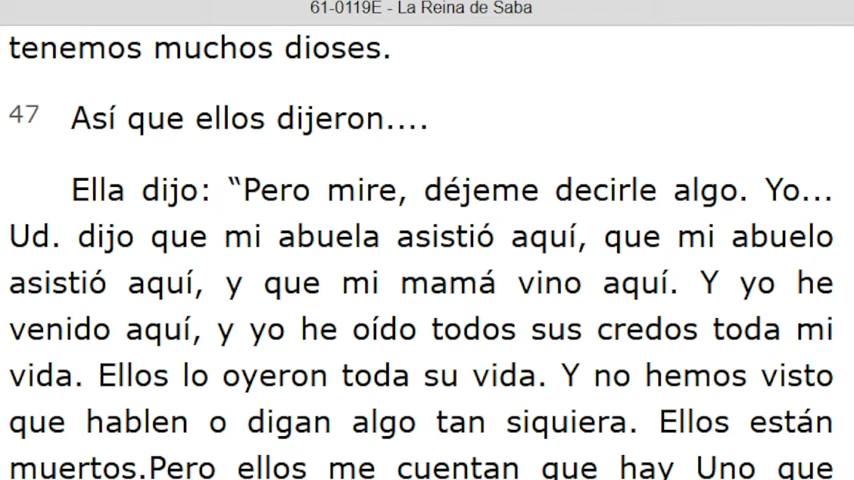 61-0119E - La Reina de Saba
tenemos muchos dioses.
47 Así que ellos dijeron....
Ella dijo: “Pero mire, déjeme decirle algo. Yo...
Ud. dijo que mi abuela asistió aquí, que mi abuelo
asistió aquí, y que mi mamá vino aquí. Y yo he
venido aquí, y yo he oído todos sus credos toda mi
vida. Ellos lo oyeron toda su vida. Y no hemos visto
que hablen o digan algo tan siquiera. Ellos están
muertos.Pero ellos me cuentan que hay Uno que